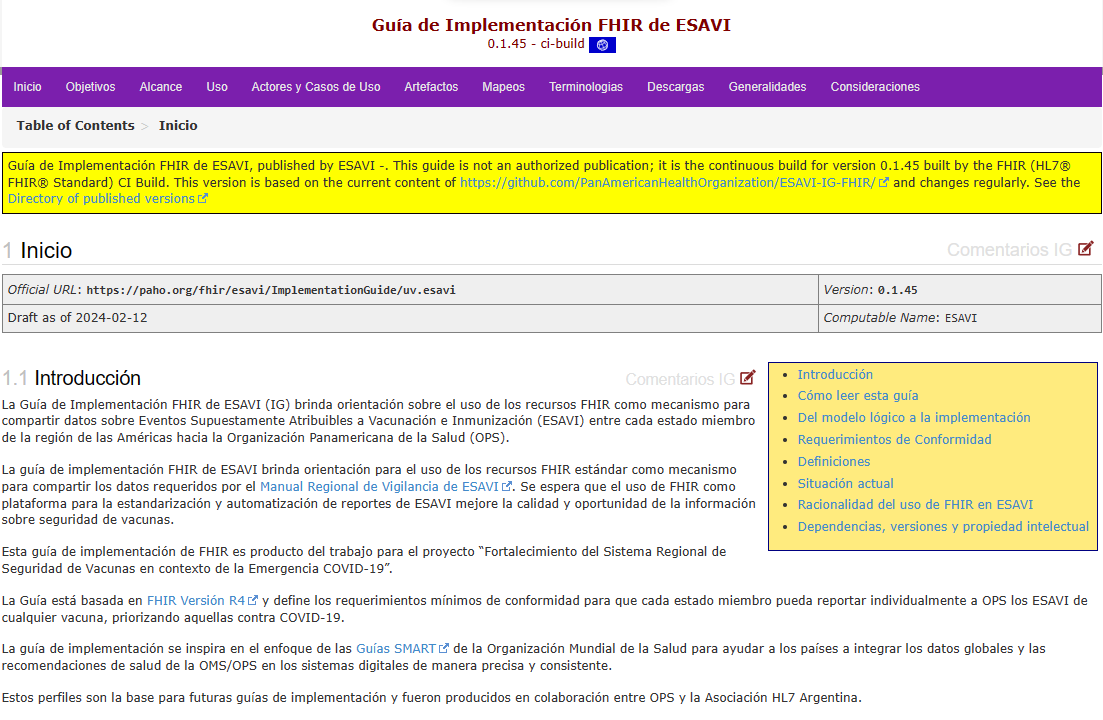 Guía de Implementación FHIR de ESAVI
0.1.45 - ci-build
Inicio Objetivos Alcance Uso Actores y Casos de Uso Artefactos Mapeos Terminologias Descargas Generalidades Consideraciones
Table of Contents > Inicio
Guía de Implementación FHIR de ESAVI, published by ESAVI -. This guide is not an authorized publication; it is the continuous build for version 0.1.45 built by the FHIR (HL7®
FHIR® Standard) CI Build. This version is based on the current content of https://github.com/PanAmericanHealthOrganization/ESAVI-IG-FHIR/ and changes regularly. See the
Directory of published versions
1 Inicio Comentarios IG
Official URL: https://paho.org/fhir/esavi/ImplementationGuide/uv.esavi Version: 0.1.45
Draft as of 2024-02-12 Computable Name: ESAVI
1.1 Introducción Comentarios IG
La Guía de Implementación FHIR de ESAVI (IG) brinda orientación sobre el uso de los recursos FHIR como mecanismo para
compartir datos sobre Eventos Supuestamente Atribuibles a Vacunación e Inmunización (ESAVI) entre cada estado miembro
de la región de las Américas hacia la Organización Panamericana de la Salud (OPS).
La guía de implementación FHIR de ESAVI brinda orientación para el uso de los recursos FHIR estándar como mecanismo
para compartir los datos requeridos por el Manual Regional de Vigilancia de ESAVI. Se espera que el uso de FHIR como
plataforma para la estandarización y automatización de reportes de ESAVI mejore la calidad y oportunidad de la información
sobre seguridad de vacunas.
Esta guía de implementación de FHIR es producto del trabajo para el proyecto “Fortalecimiento del Sistema Regional de
Seguridad de Vacunas en contexto de la Emergencia COVID-19”.
Introducción
Cómo leer esta guía
Del modelo lógico a la implementación
Requerimientos de Conformidad
Definiciones
Situación actual
Racionalidad del uso de FHIR en ESAVI
Dependencias, versiones y propiedad intelectual
La Guía está basada en FHIR Versión R4 y define los requerimientos mínimos de conformidad para que cada estado miembro pueda reportar individualmente a OPS los ESAVI de
cualquier vacuna, priorizando aquellas contra COVID-19.
La guía de implementación se inspira en el enfoque de las Guías SMART de la Organización Mundial de la Salud para ayudar a los países a integrar los datos globales y las
recomendaciones de salud de la OMS/OPS en los sistemas digitales de manera precisa y consistente.
Estos perfiles son la base para futuras guías de implementación y fueron producidos en colaboración entre OPS y la Asociación HL7 Argentina.